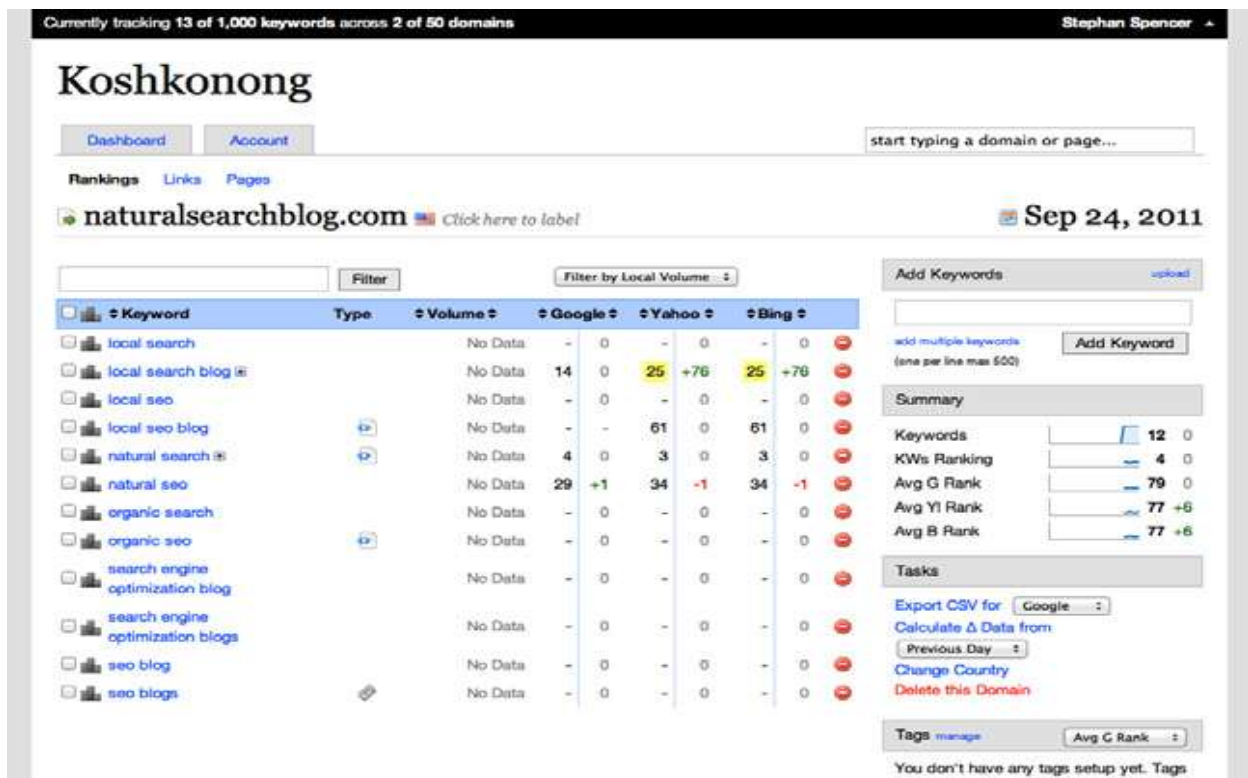 Currently tracking 13 of 1,000 keywords across 2 of 50 domains Stephan Spencer
Koshkonong
Dashboard Account start typing a domain or page...
Rankings Links Pages
naturalsearchblog.com Click here to label Sep 24, 2011
Filter Filter by Local Volume
Keyword Type Volume Google Yahoo Bing
local search No Data - 0 - 0 - 0
local search blog No Data 14 0 25 +76 25 +76
local seo No Data - 0 - 0 - 0
local seo blog No Data - - 61 0 61 0
natural search No Data 4 0 3 0 3 0
natural seo No Data 29 +1 34 -1 34 -1
organic search No Data - 0 - 0 - 0
organic seo No Data - 0 - 0 - 0
search engine
optimization blog No Data - 0 - 0 - 0
search engine
optimization blogs No Data - 0 - 0 - 0
seo blog No Data - 0 - 0 - 0
seo blogs No Data - 0 - 0 - 0
Add Keywords upload
add multiple keywords Add Keyword
(one per line max 500)
Summary
Keywords 12 0
KWs Ranking 4 0
Avg G Rank 79 0
Avg Y! Rank 77 +6
Avg B Rank 77 +6
Tasks
Export CSV for Google
Calculate Δ Data from
Previous Day
Change Country
Delete this Domain
Tags manage Avg G Rank
You don't have any tags setup yet. Tags